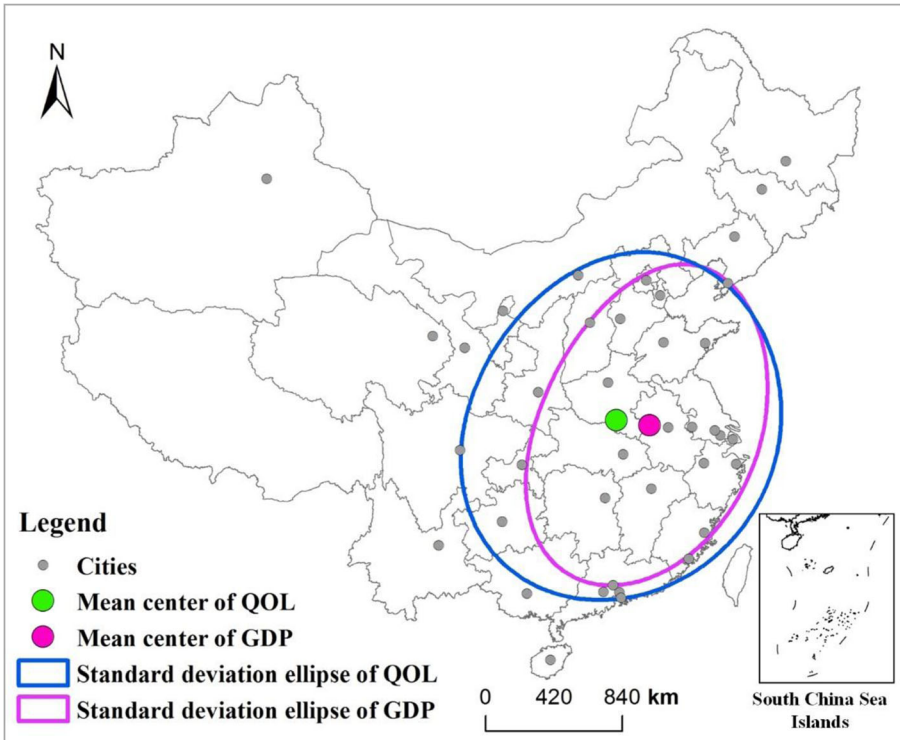 N
Legend
Cities
Mean center of QOL
Mean center of GDP
Standard deviation ellipse of QOL
Standard deviation ellipse of GDP
0 420 840 km
South China Sea
Islands